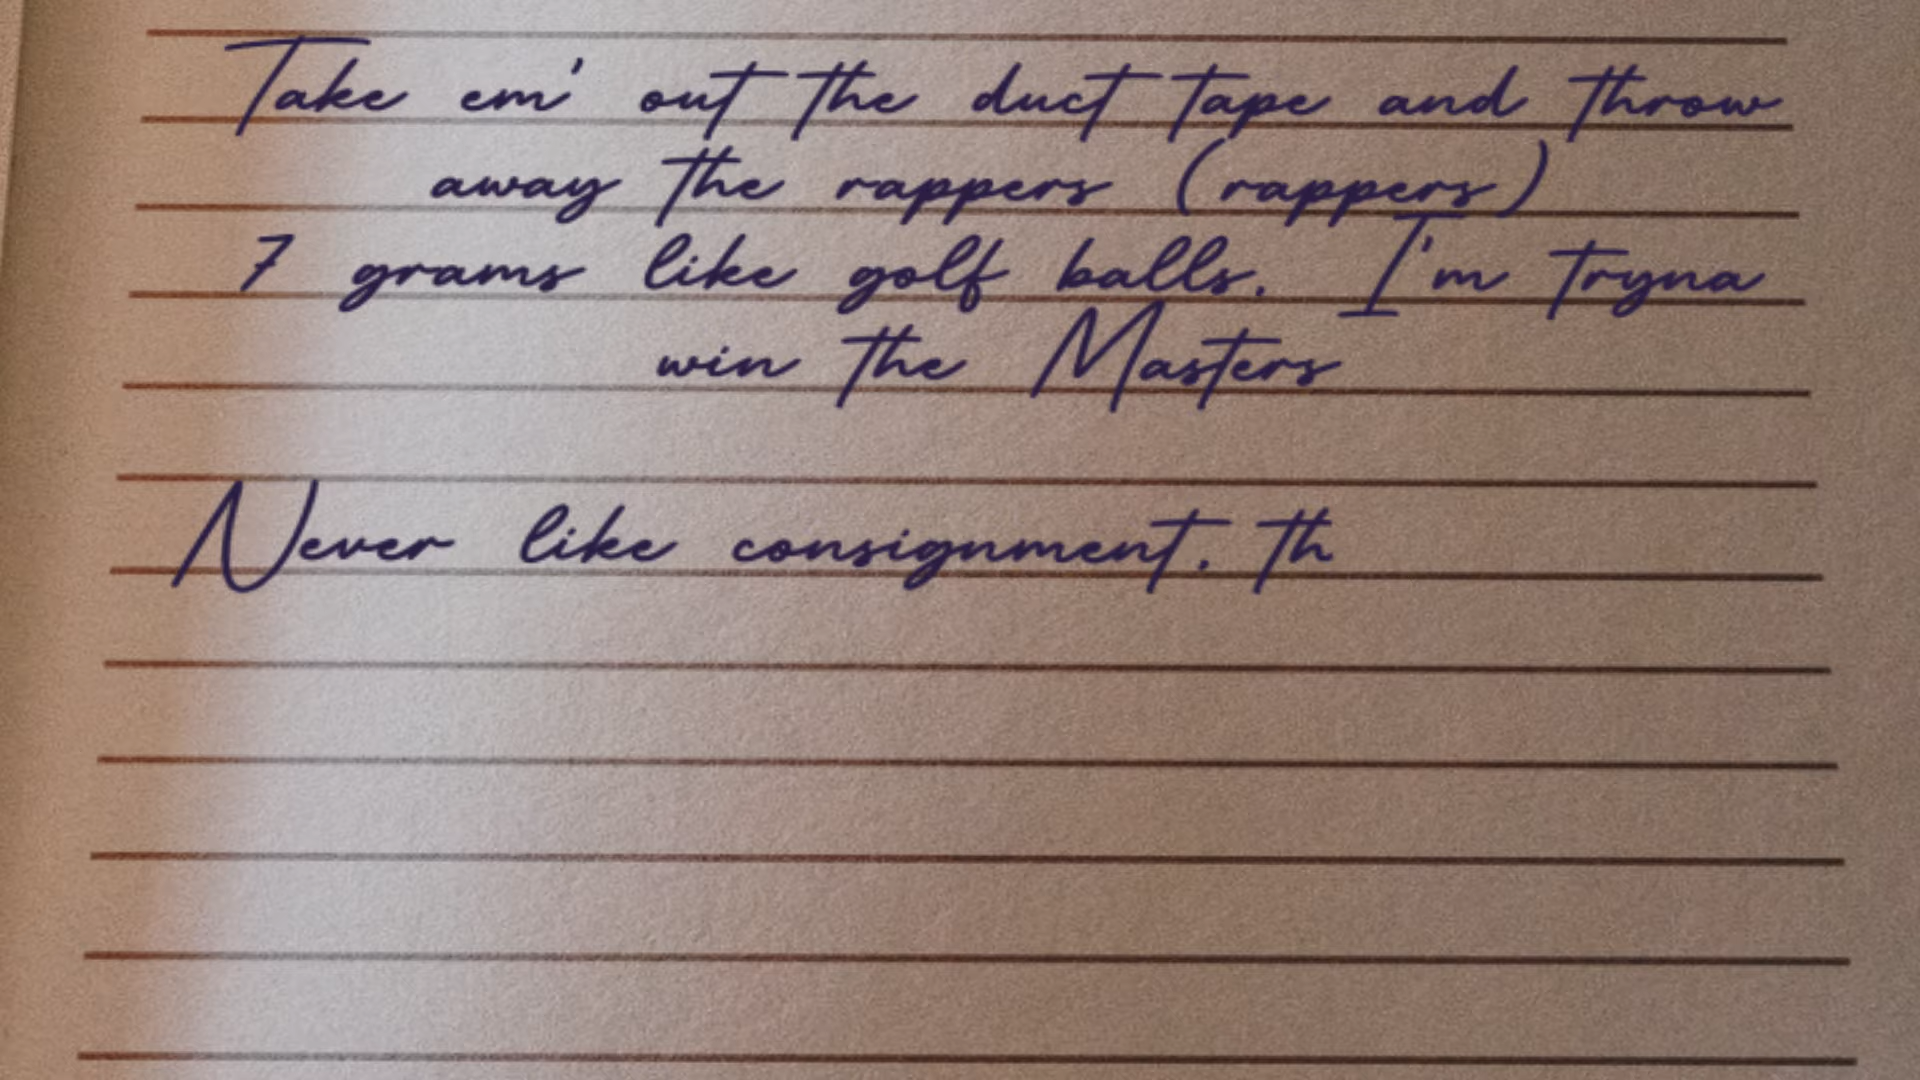 Take em' out the duct tape and throw
away the rappers (rappers)
7 grams like golf balls. I'm tryna
win the Masters
Never like consignment. th